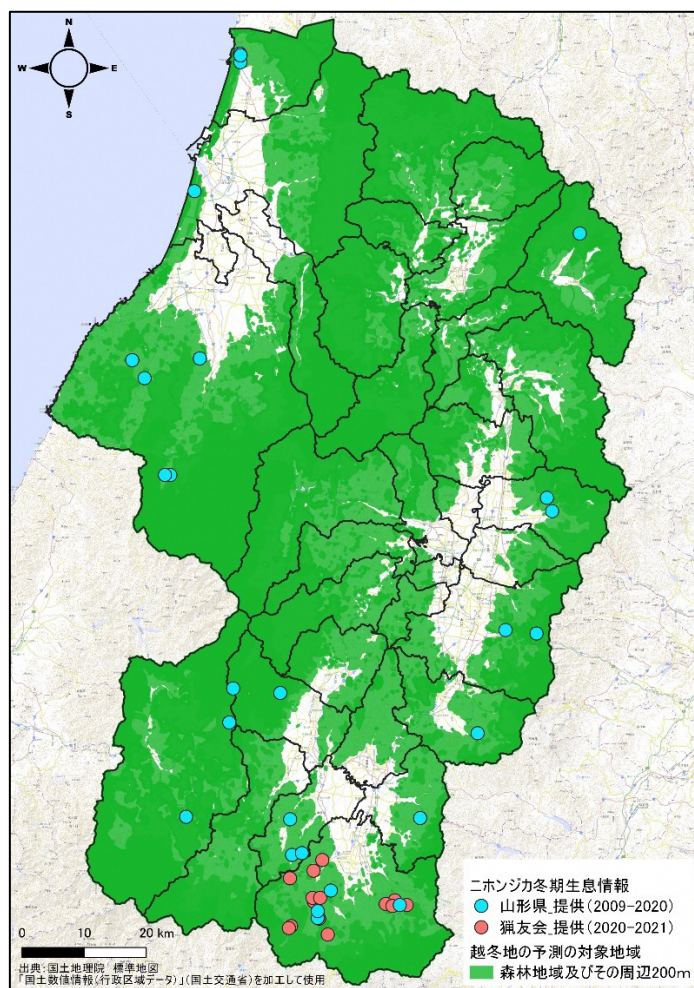 N
W
E
S
ニホンジカ冬期生息情報
山形県_提供(2009-2020)
猟友会_提供(2020-2021)
越冬地の予測の対象地域
森林地域及びその周辺200m
0
10
20 km
出典:国土地理院 標準地図
「国土数値情報(行政区域データ)」(国土交通省)を加工して使用